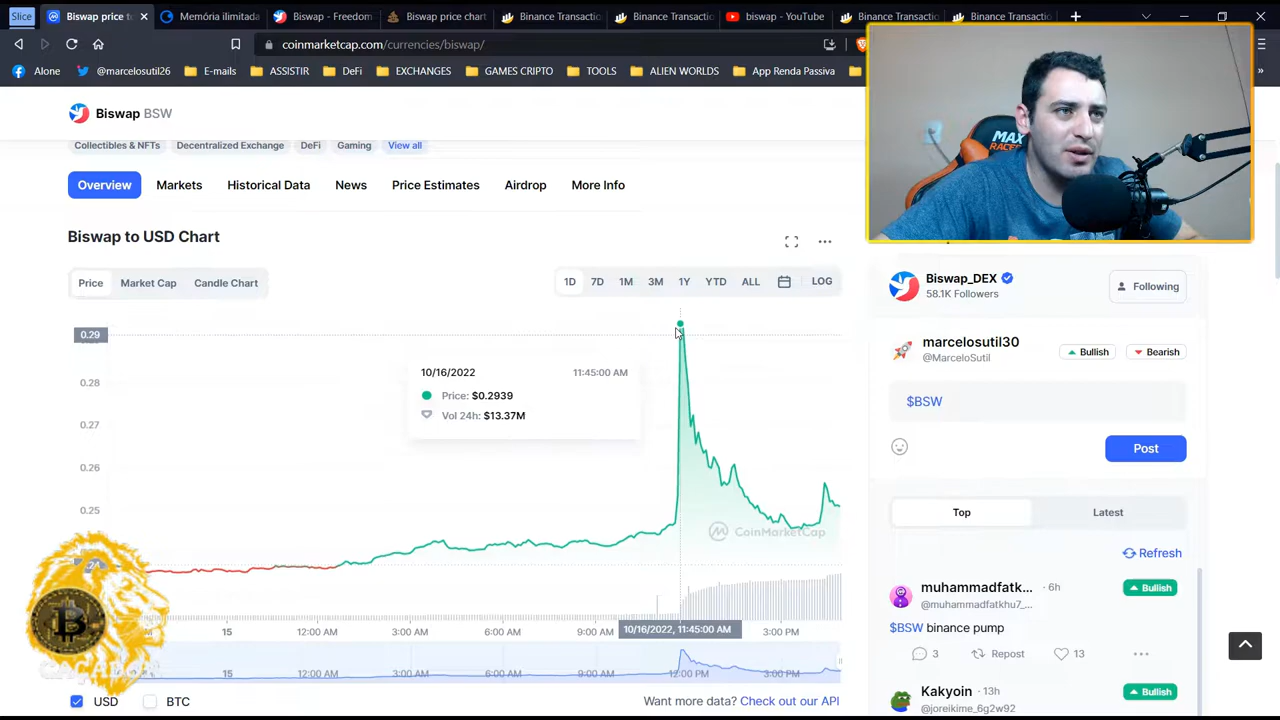 Slice
Biswap price to
Memória ilimitada
Biswap - Freedom
Biswap price chart
Binance Transactio
Binance Transactio
biswap - YouTube
Binance Transactio
Binance Transactio
coinmarketcap.com/currencies/biswap/
Alone
@marcelosutil26
E-mails
ASSISTIR
DeFi
EXCHANGES
GAMES CRIPTO
TOOLS
ALIEN WORLDS
App Renda Passiva
Biswap BSW
Collectibles & NFTs
Decentralized Exchange
DeFi
Gaming
View all
Overview
Markets
Historical Data
News
Price Estimates
Airdrop
More Info
Biswap to USD Chart
Price
Market Cap
Candle Chart
1D
7D
1M
3M
1Y
YTD
ALL
LOG
0.29
0.28
0.27
0.26
0.25
10/16/2022
11:45:00 AM
Price: $0.2939
Vol 24h: $13.37M
CoinMarketCap
15
12:00 AM
3:00 AM
6:00 AM
9:00 AM
10/16/2022, 11:45:00 AM
3:00 PM
15
12:00 AM
3:00 AM
6:00 AM
9:00 AM
12:00 PM
3:00 PM
USD
BTC
Want more data? Check out our API
MAX
RACER
Biswap_DEX
58.1K Followers
Following
marcelosutil30
@MarceloSutil
Bullish
Bearish
$BSW
Post
Top
Latest
Refresh
muhammadfatk...
· 6h
Bullish
@muhammadfatkhu7_...
$BSW binance pump
3
Repost
13
Kakyoin
· 13h
Bullish
@joreikime_6g2w92